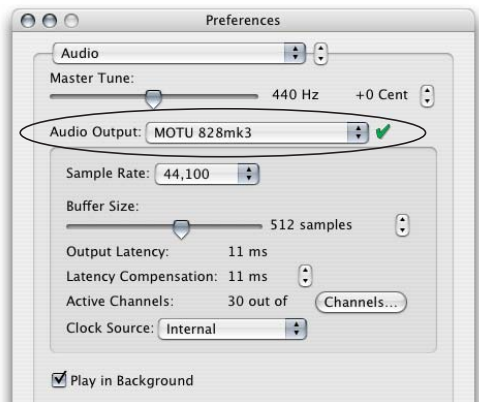 Preferences
Audio
Master Tune:
440 Hz +0 Cent
Audio Output: MOTU 828mk3
Sample Rate: 44,100
Buffer Size:
512 samples
Output Latency: 11 ms
Latency Compensation: 11 ms
Active Channels: 30 out of Channels...
Clock Source: Internal
Play in Background